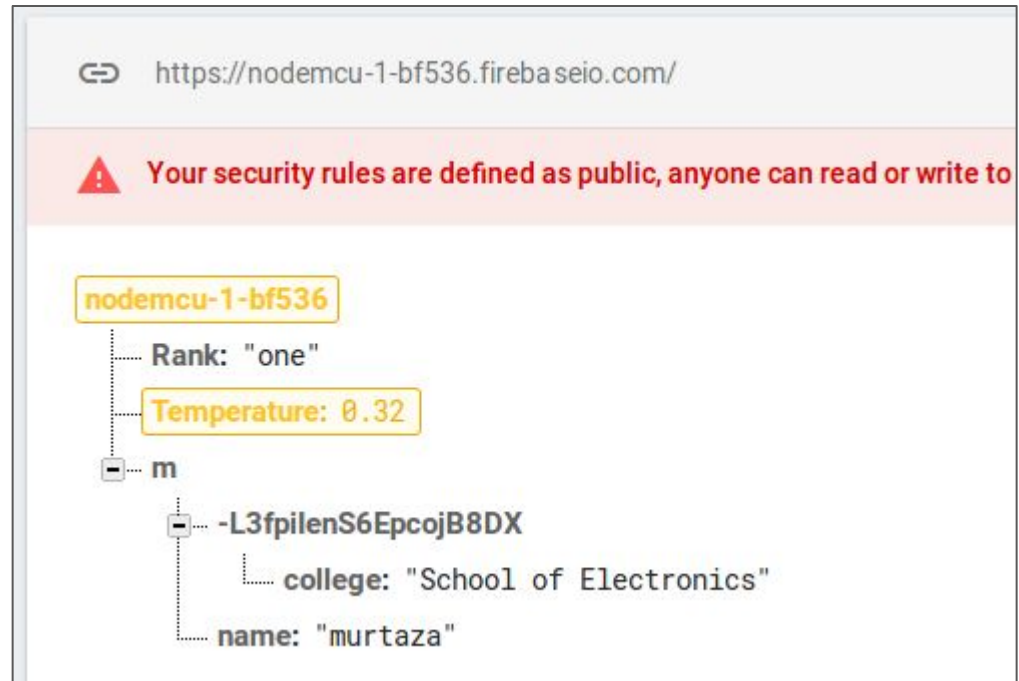 https://nodemcu-1-bf536.firebaseio.com/
Your security rules are defined as public, anyone can read or write to
nodemcu-1-bf536
Rank: "one"
Temperature: 0.32
m
-L3fpilenS6EpcojB8DX
college: "School of Electronics"
name: "murtaza"